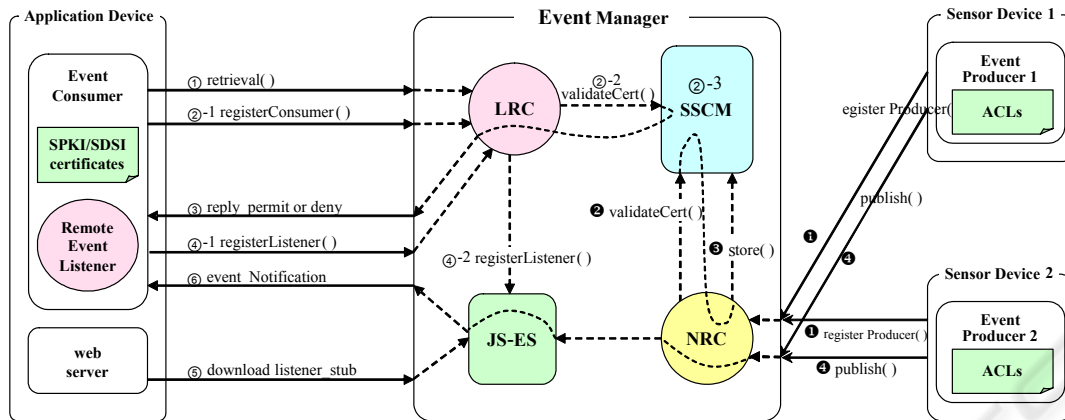 Application Device
Event Manager
Sensor Device 1
Event
Consumer
SPKI/SDSI
certificates
Remote
Event
Listener
web
server
① retrieval( )
②-1 registerConsumer( )
③ reply_permit or deny
④-1 registerListener( )
⑥ event_Notification
⑤ download listener_stub
LRC
②-2
validateCert( )
②-3
SSCM
❷ validateCert( )
❸ store( )
④-2 registerListener( )
JS-ES
NRC
Event
Producer 1
ACLs
egister Producer(
publish( )
❶
❹
Sensor Device 2
❶ register Producer( )
❹ publish( )
Event
Producer 2
ACLs